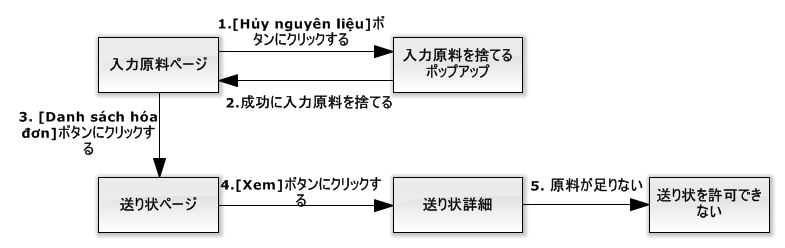 1.[Hủy nguyên liệu]ボ
タンにクリックする
入力原料ページ
入力原料を捨てる
ポップアップ
2.成功に入力原料を捨てる
3. [Danh sách hóa
đơn]ボタンにクリックす
る
送り状ページ
4.[Xem]ボタンにクリックす
る
送り状詳細
5. 原料が足りない
送り状を許可でき
ない